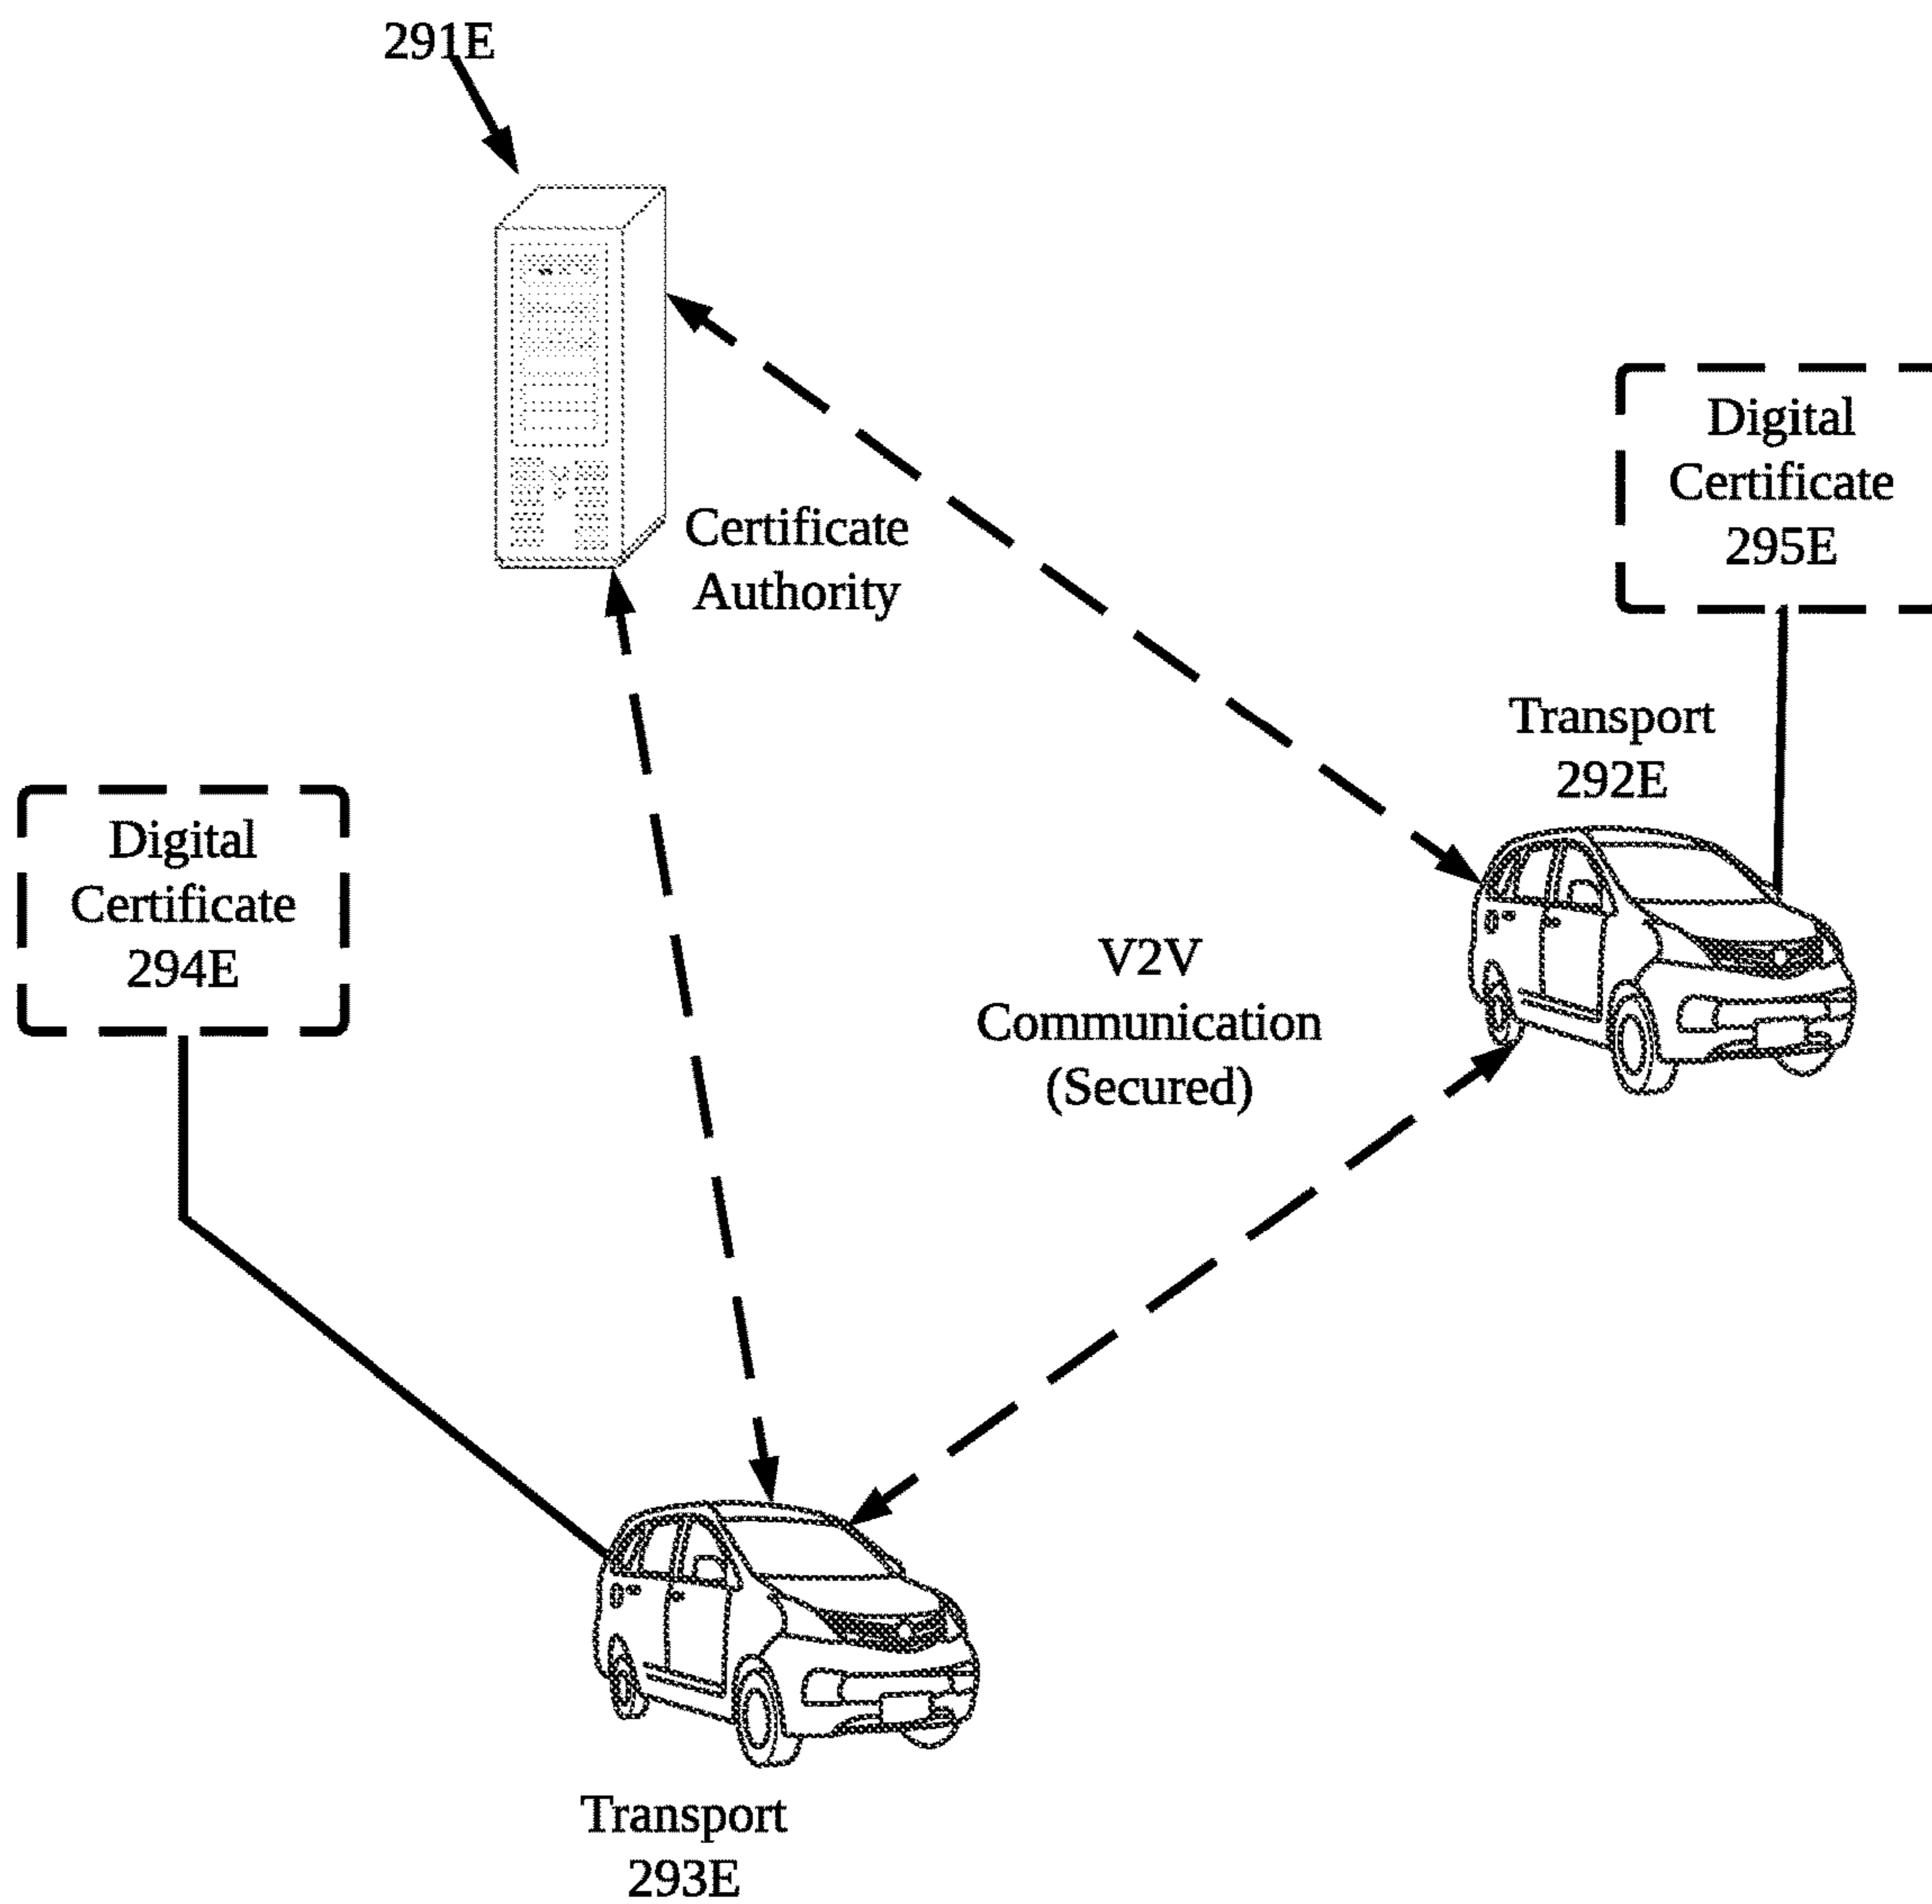 291E
Certificate
Authority
Digital
Certificate
295E
Transport
292E
Digital
Certificate
294E
V2V
Communication
(Secured)
Transport
293E